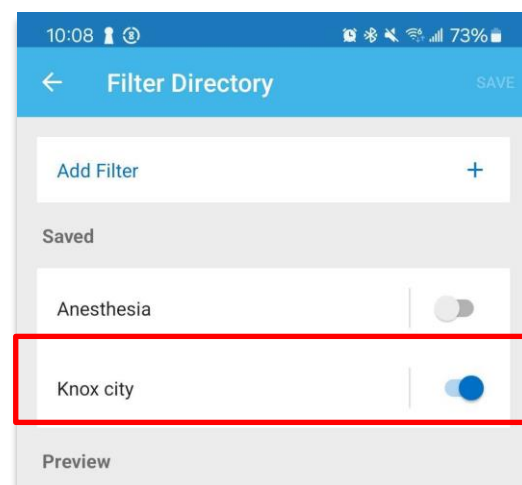 10:08 73%
Filter Directory SAVE
Add Filter +
Saved
Anesthesia
Knox city
Preview